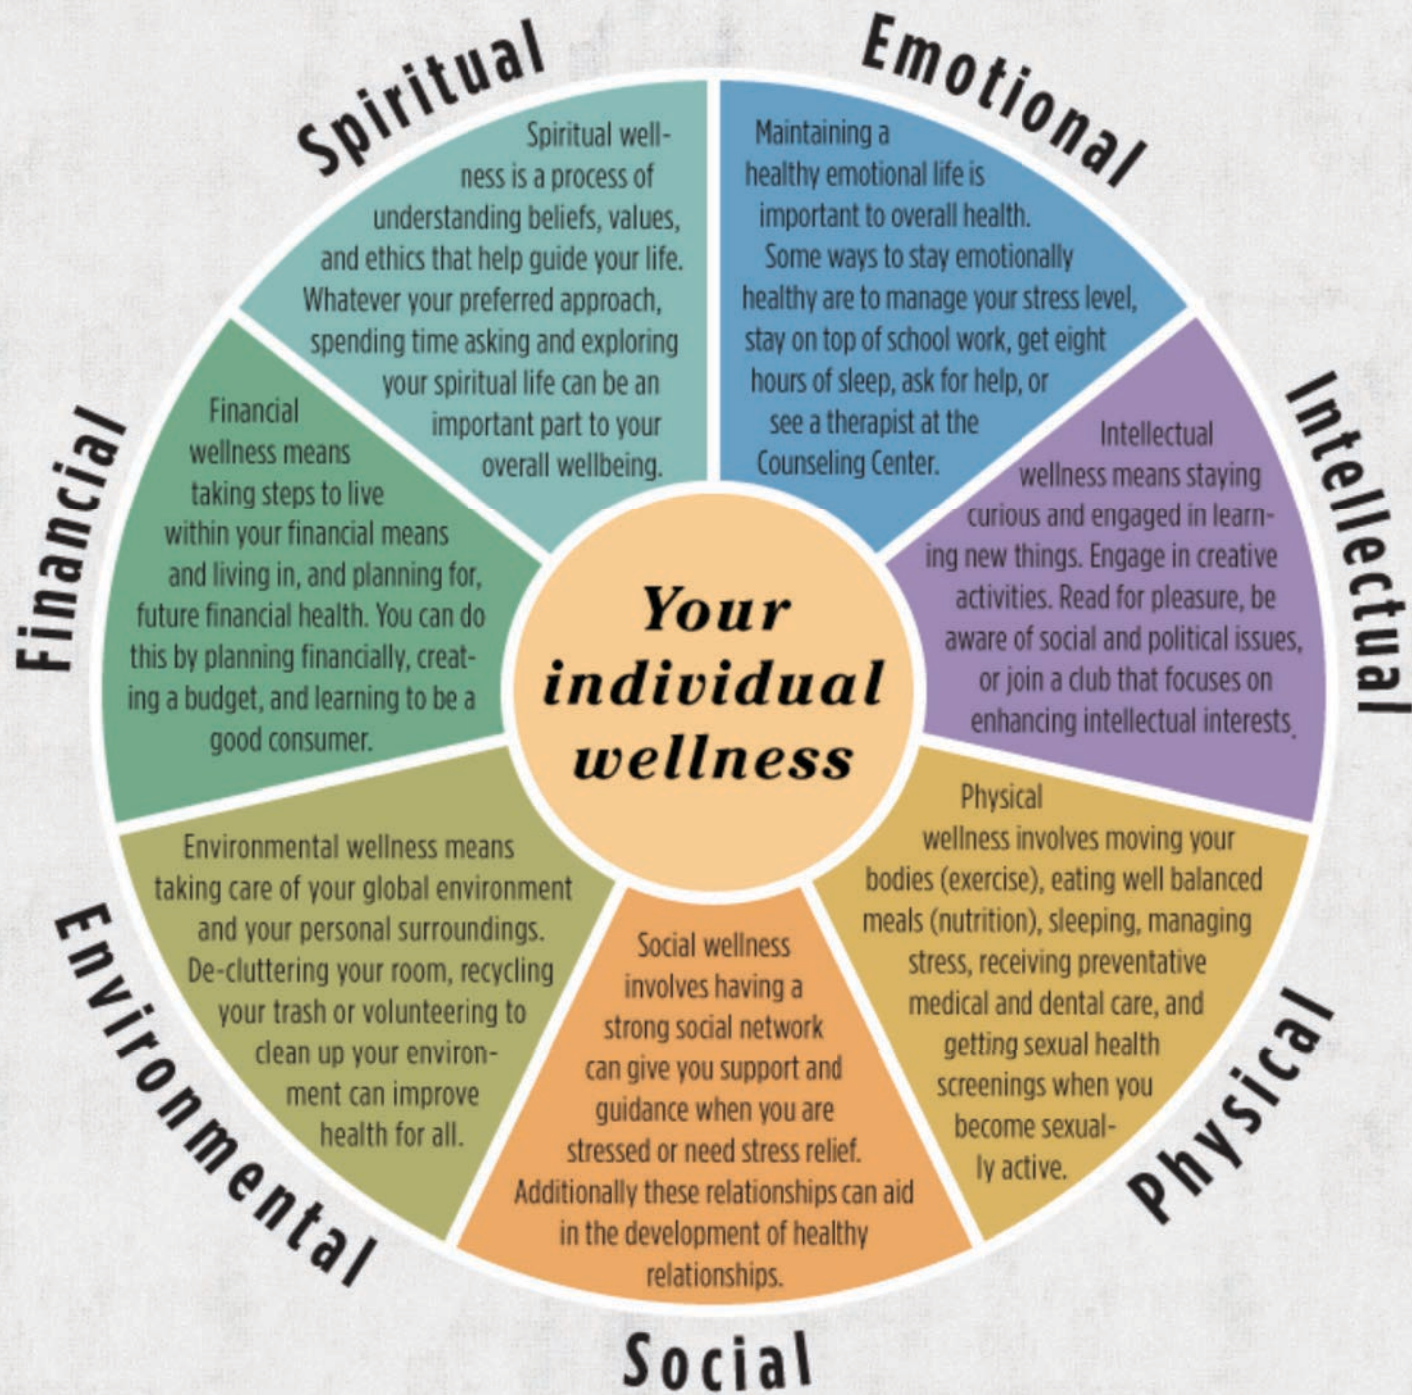 Spiritual
Spiritual well-
ness is a process of
understanding beliefs, values,
and ethics that help guide your life.
Whatever your preferred approach,
spending time asking and exploring
your spiritual life can be an
important part to your
overall wellbeing.
Emotional
Maintaining a
healthy emotional life is
important to overall health.
Some ways to stay emotionally
healthy are to manage your stress level,
stay on top of school work, get eight
hours of sleep, ask for help, or
see a therapist at the
Counseling Center.
Intellectual
Intellectual
wellness means staying
curious and engaged in learn-
ing new things. Engage in creative
activities. Read for pleasure, be
aware of social and political issues,
or join a club that focuses on
enhancing intellectual interests.
Physical
Physical
wellness involves moving your
bodies (exercise), eating well balanced
meals (nutrition), sleeping, managing
stress, receiving preventative
medical and dental care, and
getting sexual health
screenings when you
become sexual-
ly active.
Social
Social wellness
involves having a
strong social network
can give you support and
guidance when you are
stressed or need stress relief.
Additionally these relationships can aid
in the development of healthy
relationships.
Environmental
Environmental wellness means
taking care of your global environment
and your personal surroundings.
De-cluttering your room, recycling
your trash or volunteering to
clean up your environ-
ment can improve
health for all.
Financial
Financial
wellness means
taking steps to live
within your financial means
and living in, and planning for,
future financial health. You can do
this by planning financially, creat-
ing a budget, and learning to be a
good consumer.
Your
individual
wellness